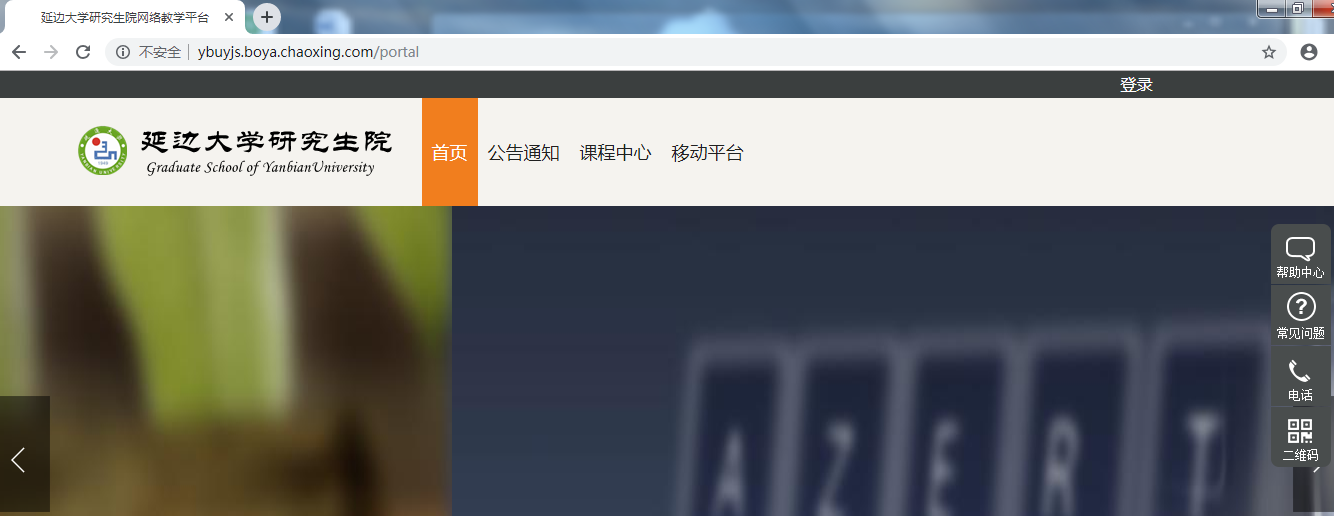 延边大学研究生院网络教学平台
不安全 ybuyjs.boya.chaoxing.com/portal
登录
延边大学研究生院
Graduate School of YanbianUniversity
首页 公告通知 课程中心 移动平台
帮助中心
常见问题
电话
二维码
A Z E R T